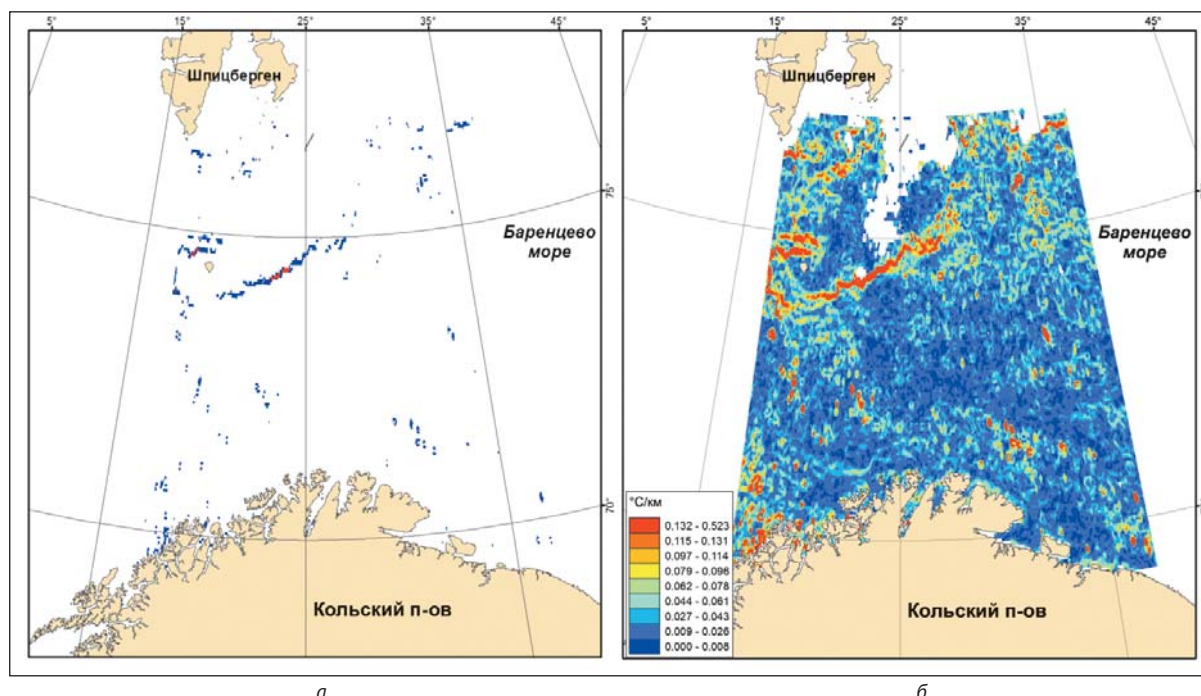 5° 15° 25° 35° 45°
Шпицберген
75°
Баренцево
море
70°
Кольский п-ов
а
5° 15° 25° 35° 45°
Шпицберген
75°
Баренцево
море
70°
°С/км
0.132 - 0.523
0.115 - 0.131
0.097 - 0.114
0.079 - 0.096
0.062 - 0.078
0.044 - 0.061
0.027 - 0.043
0.009 - 0.026
0.000 - 0.008
Кольский п-ов
б